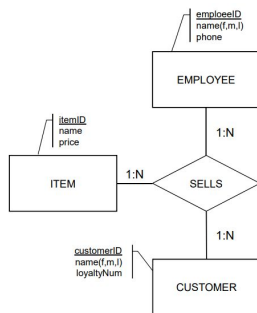 emploeeID
name(f,m,l)
phone
EMPLOYEE
1:N
itemID
name
price
ITEM
1:N
SELLS
1:N
customerID
name(f,m,l)
loyaltyNum
CUSTOMER